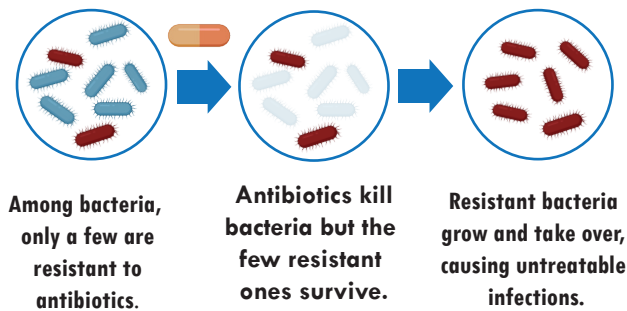 Among bacteria,
only a few are
resistant to
antibiotics.
Antibiotics kill
bacteria but the
few resistant
ones survive.
Resistant bacteria
grow and take over,
causing untreatable
infections.